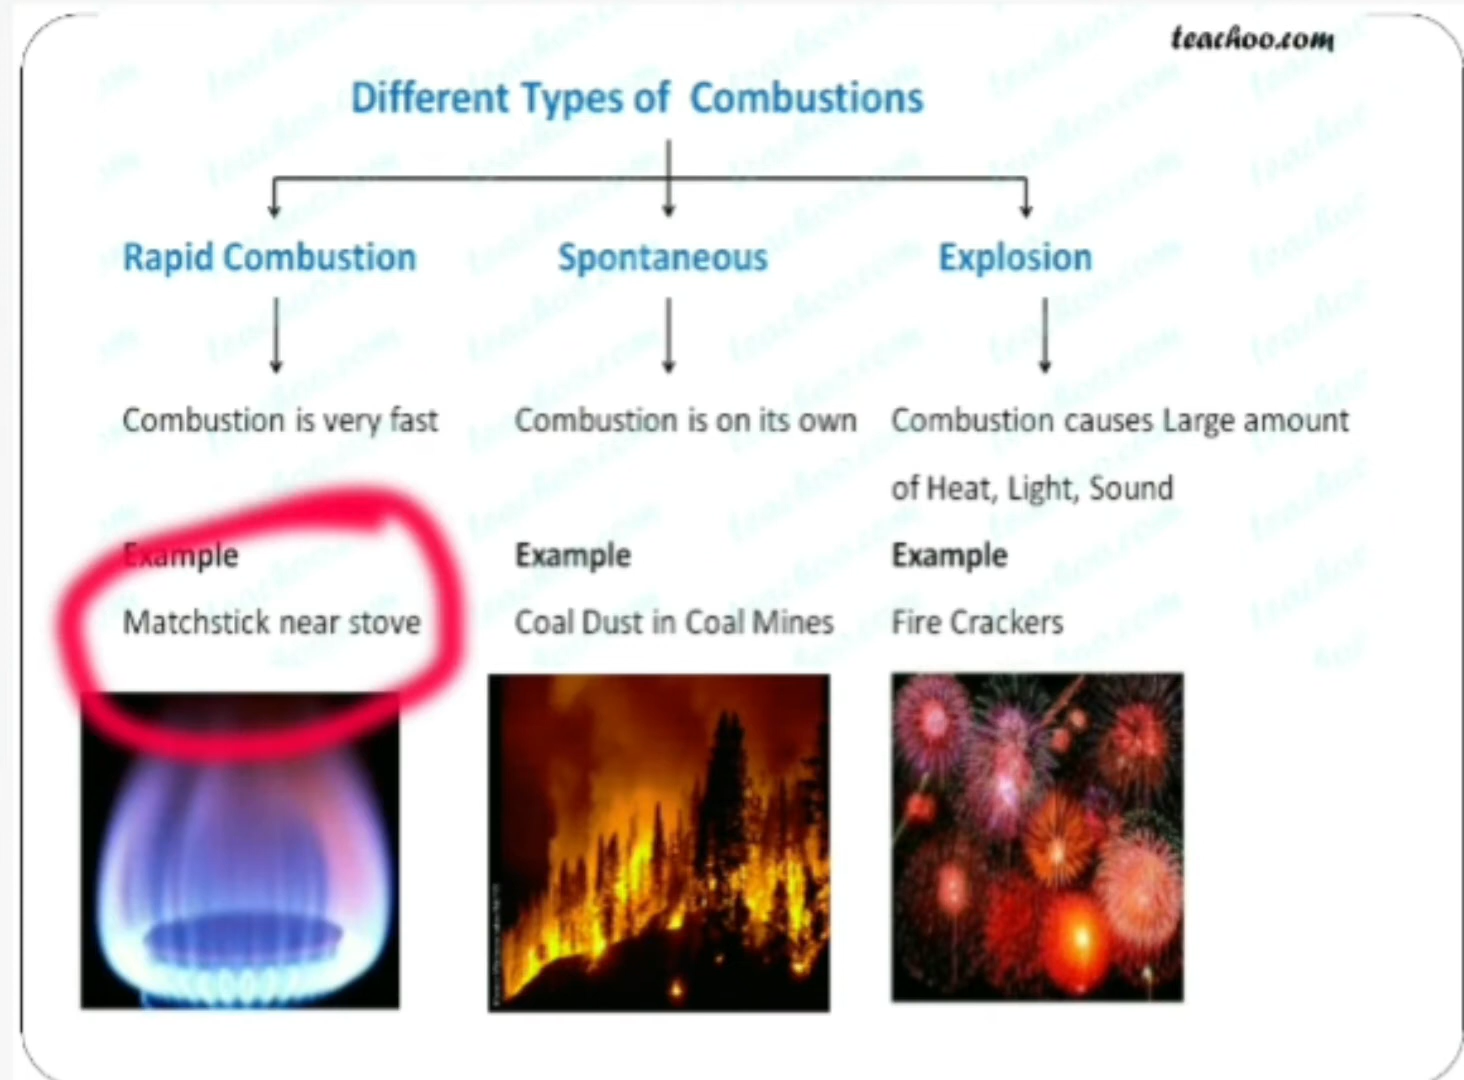 teachoo.com
Different Types of Combustions
Rapid Combustion
Spontaneous
Explosion
Combustion is very fast
Combustion is on its own
Combustion causes Large amount
of Heat, Light, Sound
Example
Matchstick near stove
Example
Coal Dust in Coal Mines
Example
Fire Crackers